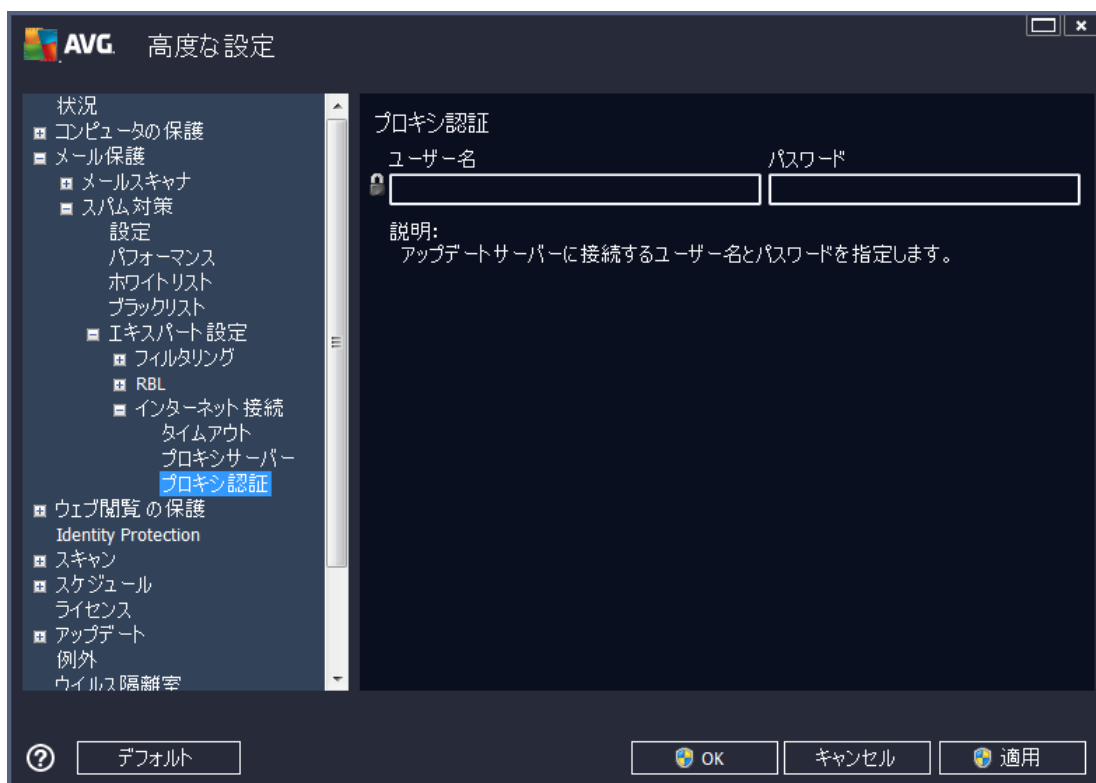 AVG. 高度な設定
状況
コンピュータの保護
メール保護
メールスキャナ
スパム対策
設定
パフォーマンス
ホワイトリスト
ブラックリスト
エキスパート設定
フィルタリング
RBL
インターネット接続
タイムアウト
プロキシサーバー
プロキシ認証
ウェブ閲覧の保護
Identity Protection
スキャン
スケジュール
ライセンス
アップデート
例外
ウイルス隔離室
プロキシ認証
ユーザー名 パスワード
説明:
アップデートサーバーに接続するユーザー名とパスワードを指定します。
デフォルト OK キャンセル 適用